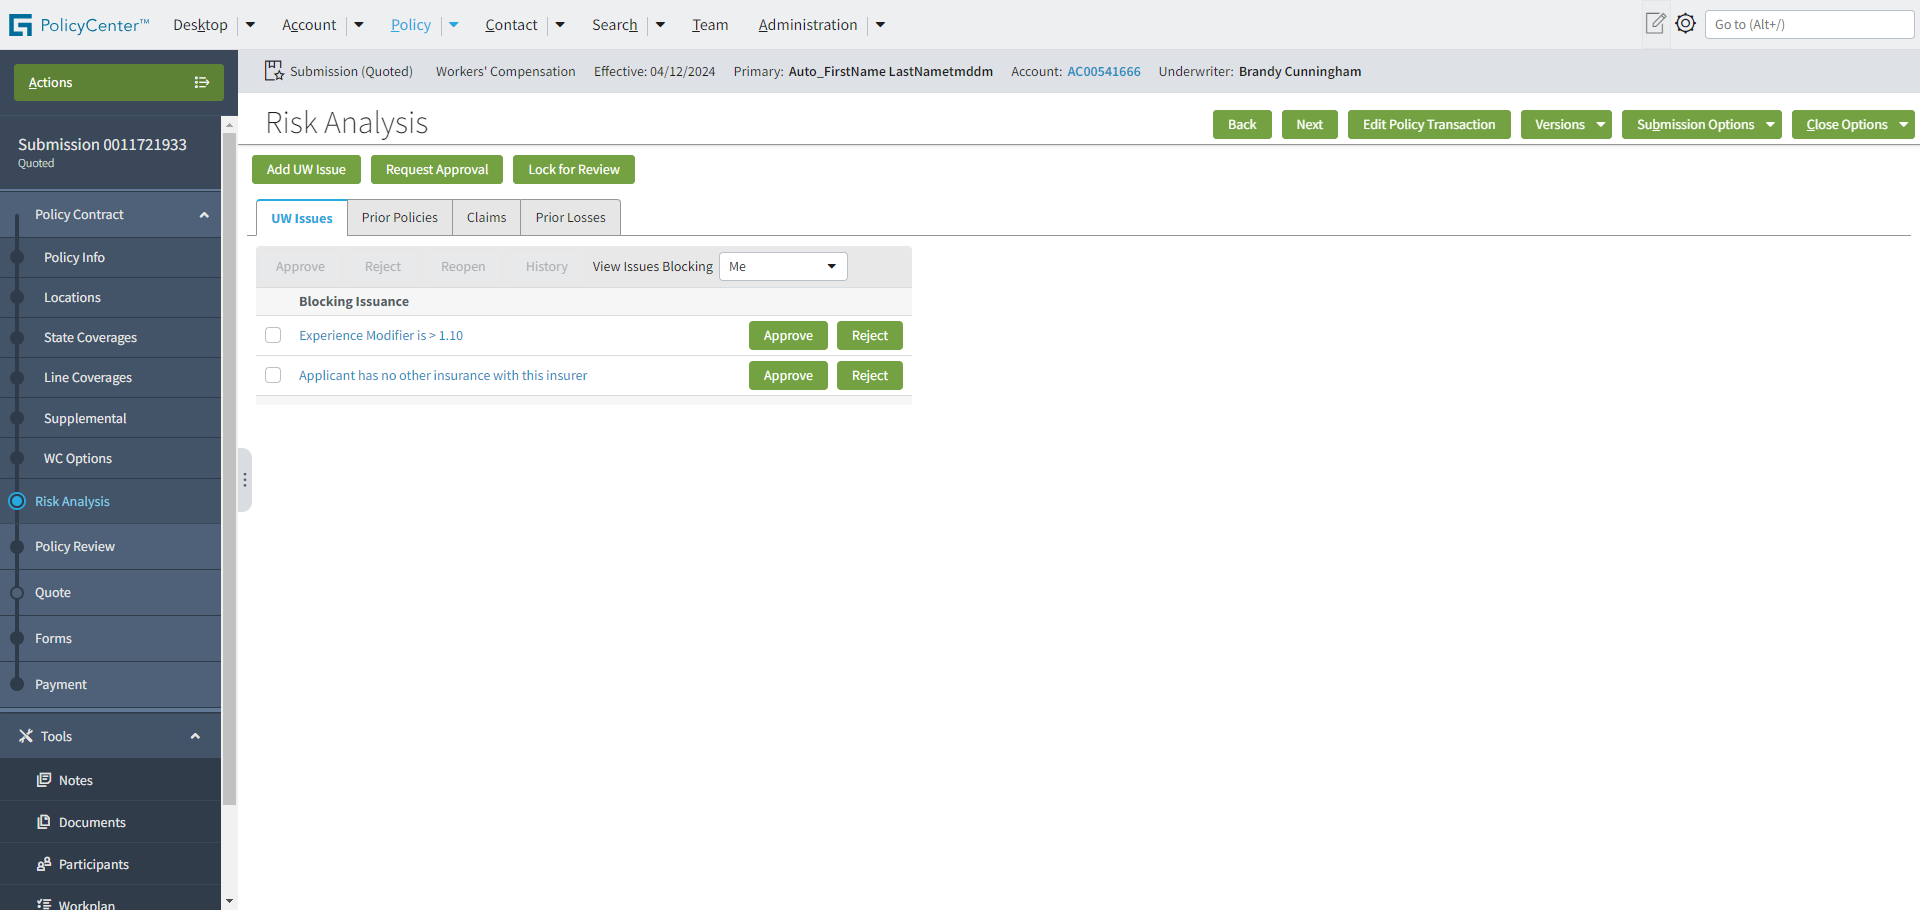 PolicyCenter™ Desktop Account Policy Contact Search Team Administration Go to (Alt+/)
Actions
Submission (Quoted) Workers' Compensation Effective: 04/12/2024 Primary: Auto_FirstName LastNametmddm Account: AC00541666 Underwriter: Brandy Cunningham
Submission 0011721933
Quoted
Policy Contract
Policy Info
Locations
State Coverages
Line Coverages
Supplemental
WC Options
Risk Analysis
Policy Review
Quote
Forms
Payment
Tools
Notes
Documents
Participants
Workplan
Risk Analysis
Back Next Edit Policy Transaction Versions Submission Options Close Options
Add UW Issue Request Approval Lock for Review
UW Issues Prior Policies Claims Prior Losses
Approve Reject Reopen History View Issues Blocking Me
Blocking Issuance
Experience Modifier is > 1.10 Approve Reject
Applicant has no other insurance with this insurer Approve Reject